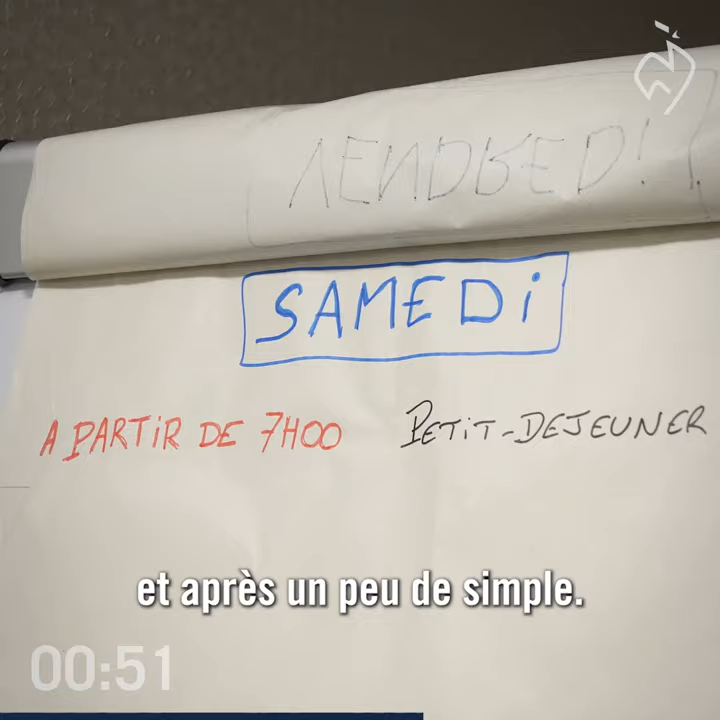 VENDREDI
SAMEDi
A PARTiR DE 7H00 PETiT-DEJEUNER
et après un peu de simple.
00:51